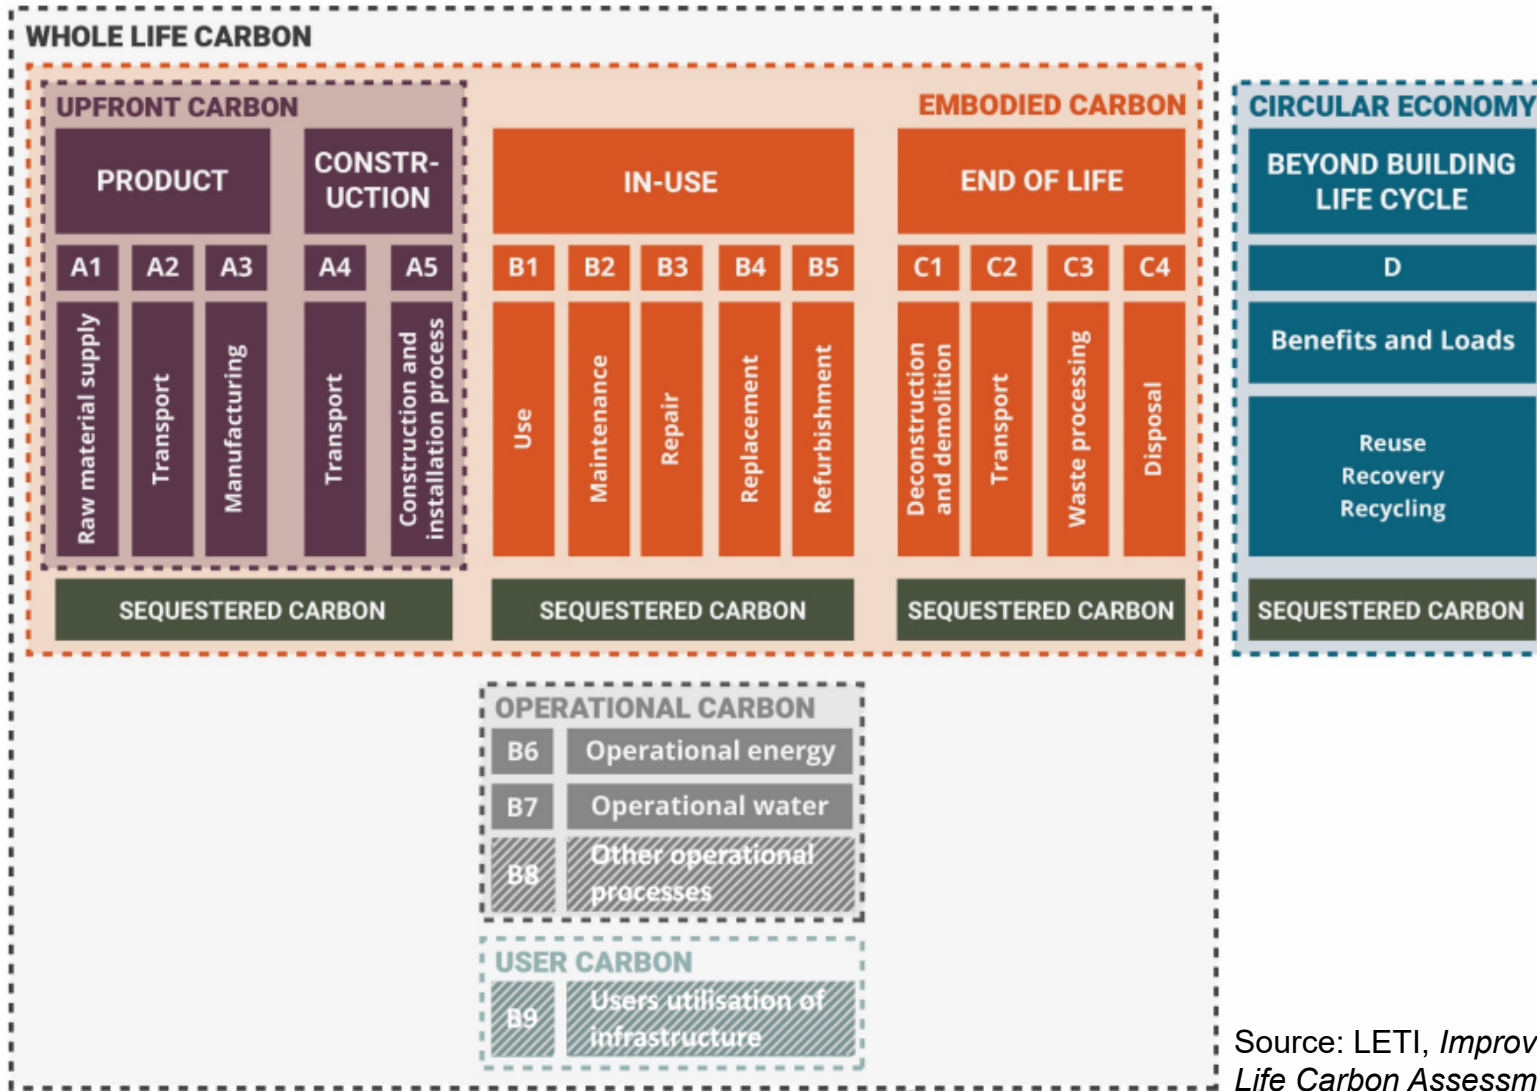 WHOLE LIFE CARBON
UPFRONT CARBON
EMBODIED CARBON
CIRCULAR ECONOMY
PRODUCT
CONSTR-
UCTION
IN-USE
END OF LIFE
BEYOND BUILDING
LIFE CYCLE
A1
A2
A3
A4
A5
B1
B2
B3
B4
B5
C1
C2
C3
C4
D
Raw material supply
Transport
Manufacturing
Transport
Construction and
installation process
Use
Maintenance
Repair
Replacement
Refurbishment
Deconstruction
and demolition
Transport
Waste processing
Disposal
Benefits and Loads
Reuse
Recovery
Recycling
SEQUESTERED CARBON
SEQUESTERED CARBON
SEQUESTERED CARBON
SEQUESTERED CARBON
OPERATIONAL CARBON
B6
Operational energy
B7
Operational water
B8
Other operational
processes
USER CARBON
B9
Users utilisation of
infrastructure
Source: LETI, Improv
Life Carbon Assessm